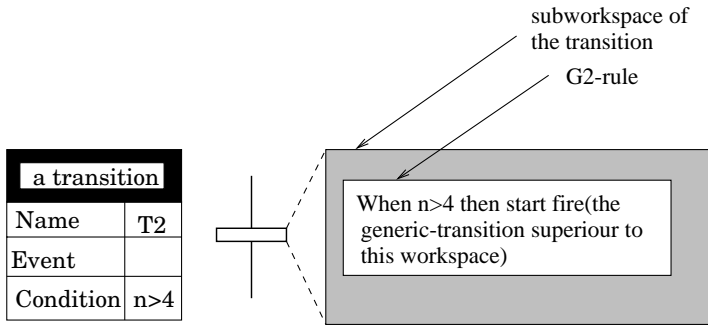 subworkspace of
the transition
G2-rule
a transition
Name T2
Event
Condition n>4
When n>4 then start fire(the
generic-transition superiour to
this workspace)